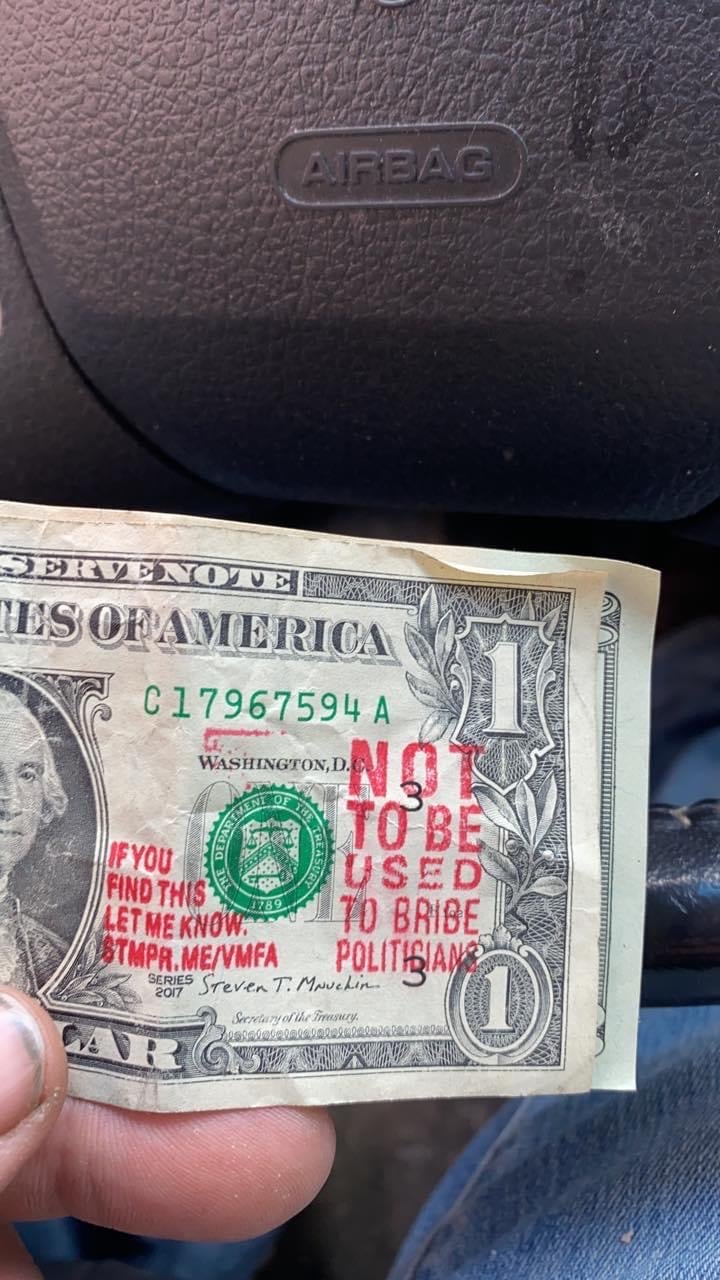 AIRBAG
SERVE NOTE
TES OF AMERICA
1
C 17967594 A
WASHINGTON, D.C.
3
THE DEPARTMENT OF THE TREASURY
1789
NOT
TO BE
USED
TO BRIBE
POLITICIANS
IF YOU
FIND THIS
LET ME KNOW.
STMPR.ME/VMFA
SERIES
2017
Steven T. Mnuchin
Secretary of the Treasury.
3
1
LAR